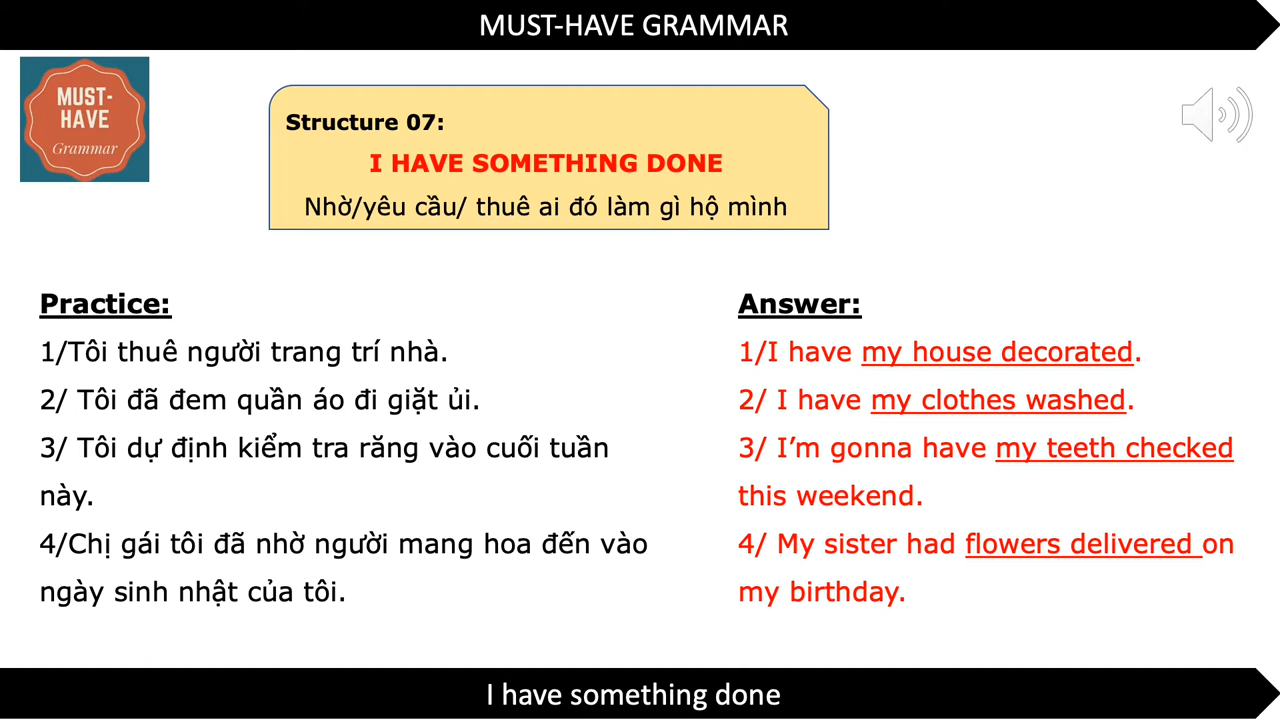 MUST-HAVE GRAMMAR
MUST-
HAVE
Grammar
Structure 07:
I HAVE SOMETHING DONE
Nhờ/yêu cầu/ thuê ai đó làm gì hộ mình
Practice:
1/Tôi thuê người trang trí nhà.
2/ Tôi đã đem quần áo đi giặt ủi.
3/ Tôi dự định kiểm tra răng vào cuối tuần
này.
4/Chị gái tôi đã nhờ người mang hoa đến vào
ngày sinh nhật của tôi.
Answer:
1/I have my house decorated.
2/ I have my clothes washed.
3/ I’m gonna have my teeth checked
this weekend.
4/ My sister had flowers delivered on
my birthday.
I have something done